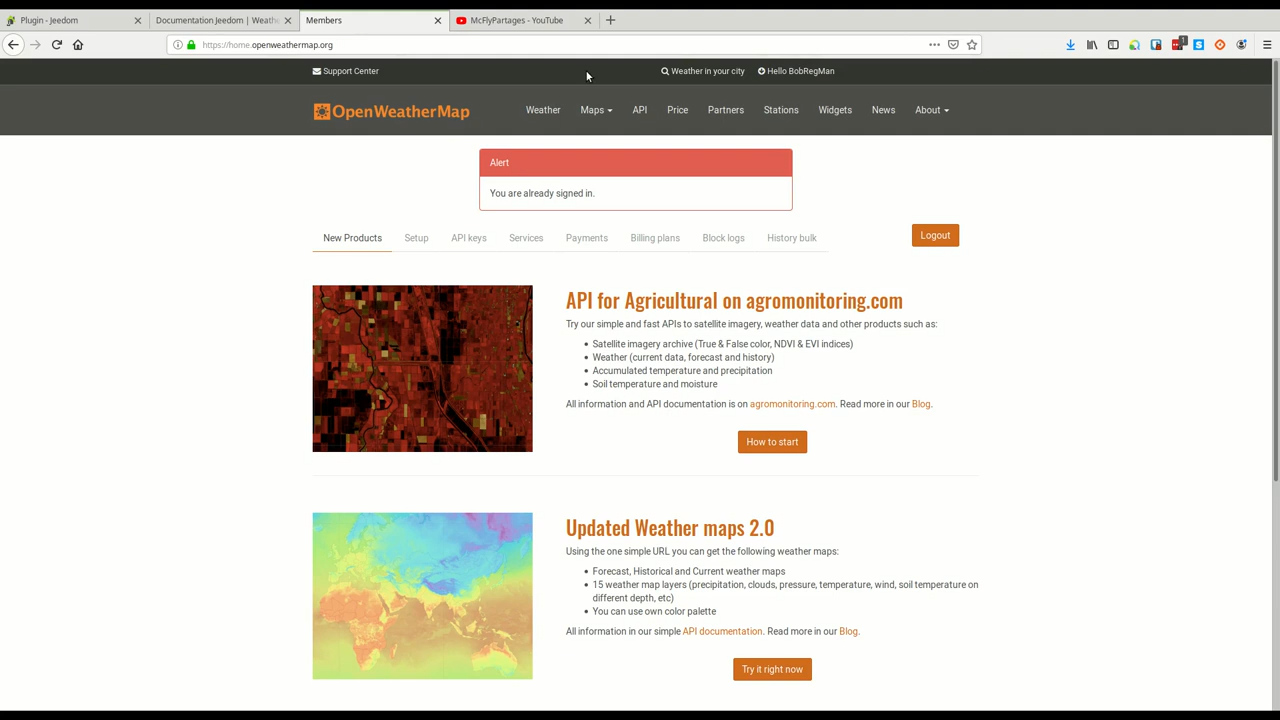 Plugin - Jeedom
Documentation Jeedom | Weathe
Members
McFlyPartages - YouTube
https://home.openweathermap.org
1
Support Center
Weather in your city
Hello BobRegMan
OpenWeatherMap
Weather
Maps
API
Price
Partners
Stations
Widgets
News
About
Alert
You are already signed in.
New Products
Setup
API keys
Services
Payments
Billing plans
Block logs
History bulk
Logout
API for Agricultural on agromonitoring.com
Try our simple and fast APIs to satellite imagery, weather data and other products such as:
Satellite imagery archive (True & False color, NDVI & EVI indices)
Weather (current data, forecast and history)
Accumulated temperature and precipitation
Soil temperature and moisture
All information and API documentation is on agromonitoring.com. Read more in our Blog.
How to start
Updated Weather maps 2.0
Using the one simple URL you can get the following weather maps:
Forecast, Historical and Current weather maps
15 weather map layers (precipitation, clouds, pressure, temperature, wind, soil temperature on
different depth, etc)
You can use own color palette
All information in our simple API documentation. Read more in our Blog.
Try it right now